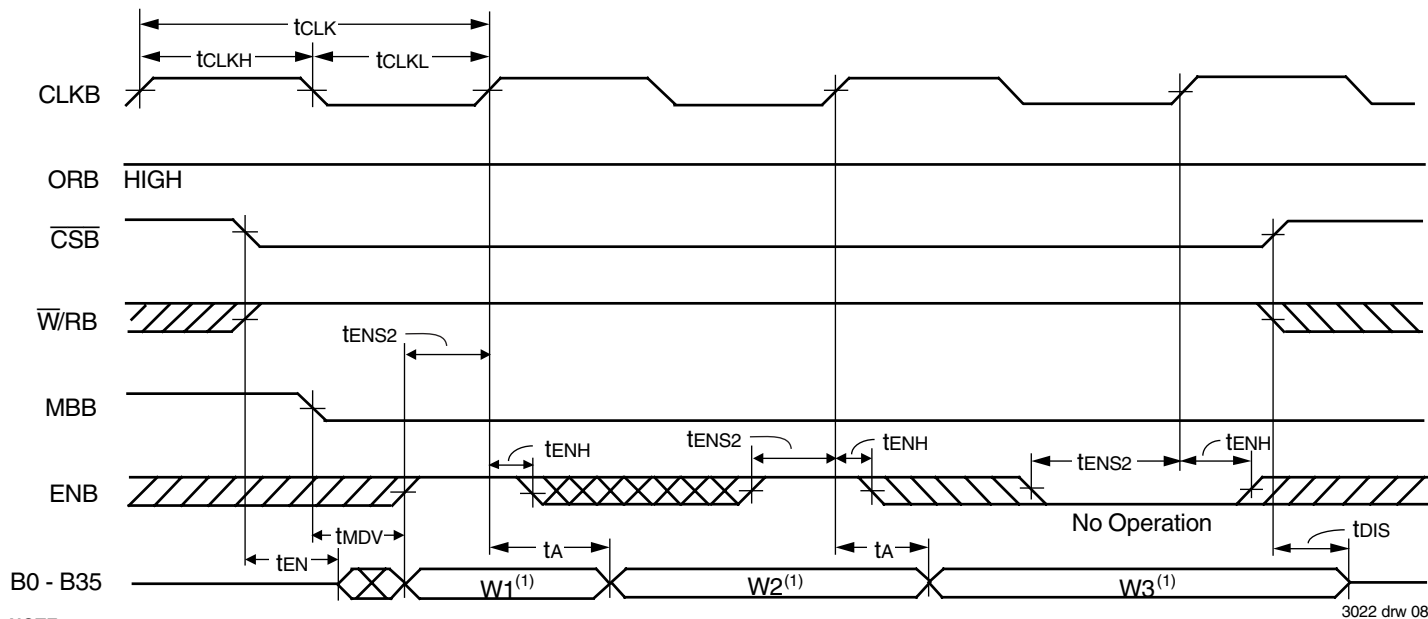 tCLK
tCLKH
tCLKL
CLKB
ORB HIGH
CSB
W/RB
tENS2
MBB
tENH
tENS2
tENH
tENS2
tENH
ENB
No Operation
tMDV
tEN
tA
tA
tDIS
B0 - B35
W1(1)
W2(1)
W3(1)
3022 drw 08